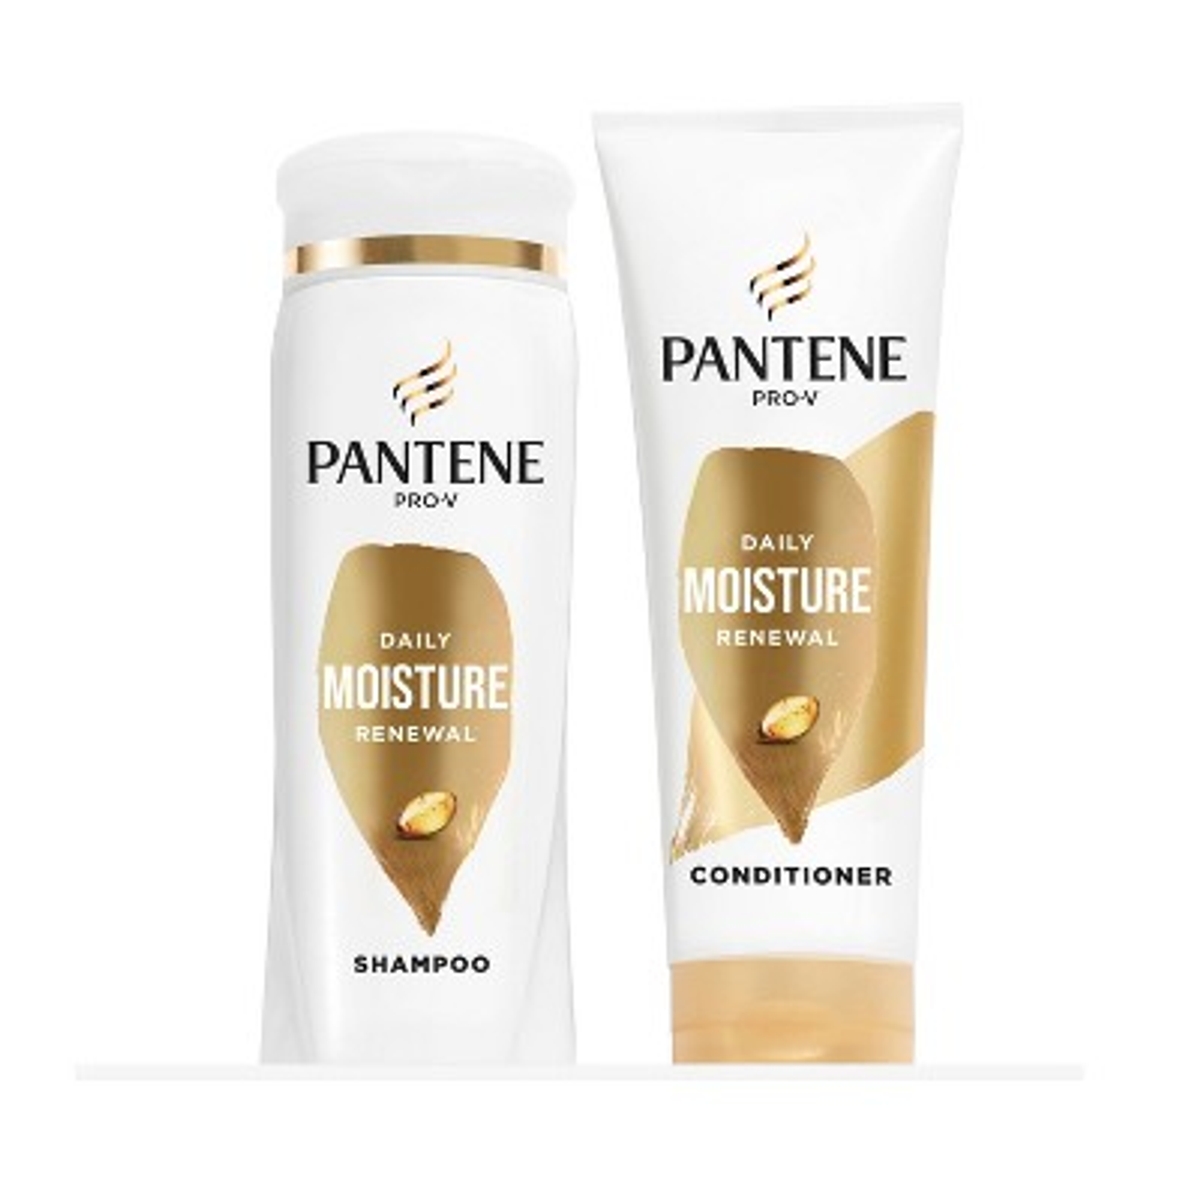 PANTENE
PRO-V
DAILY
MOISTURE
RENEWAL
SHAMPOO
PANTENE
PRO-V
DAILY
MOISTURE
RENEWAL
CONDITIONER